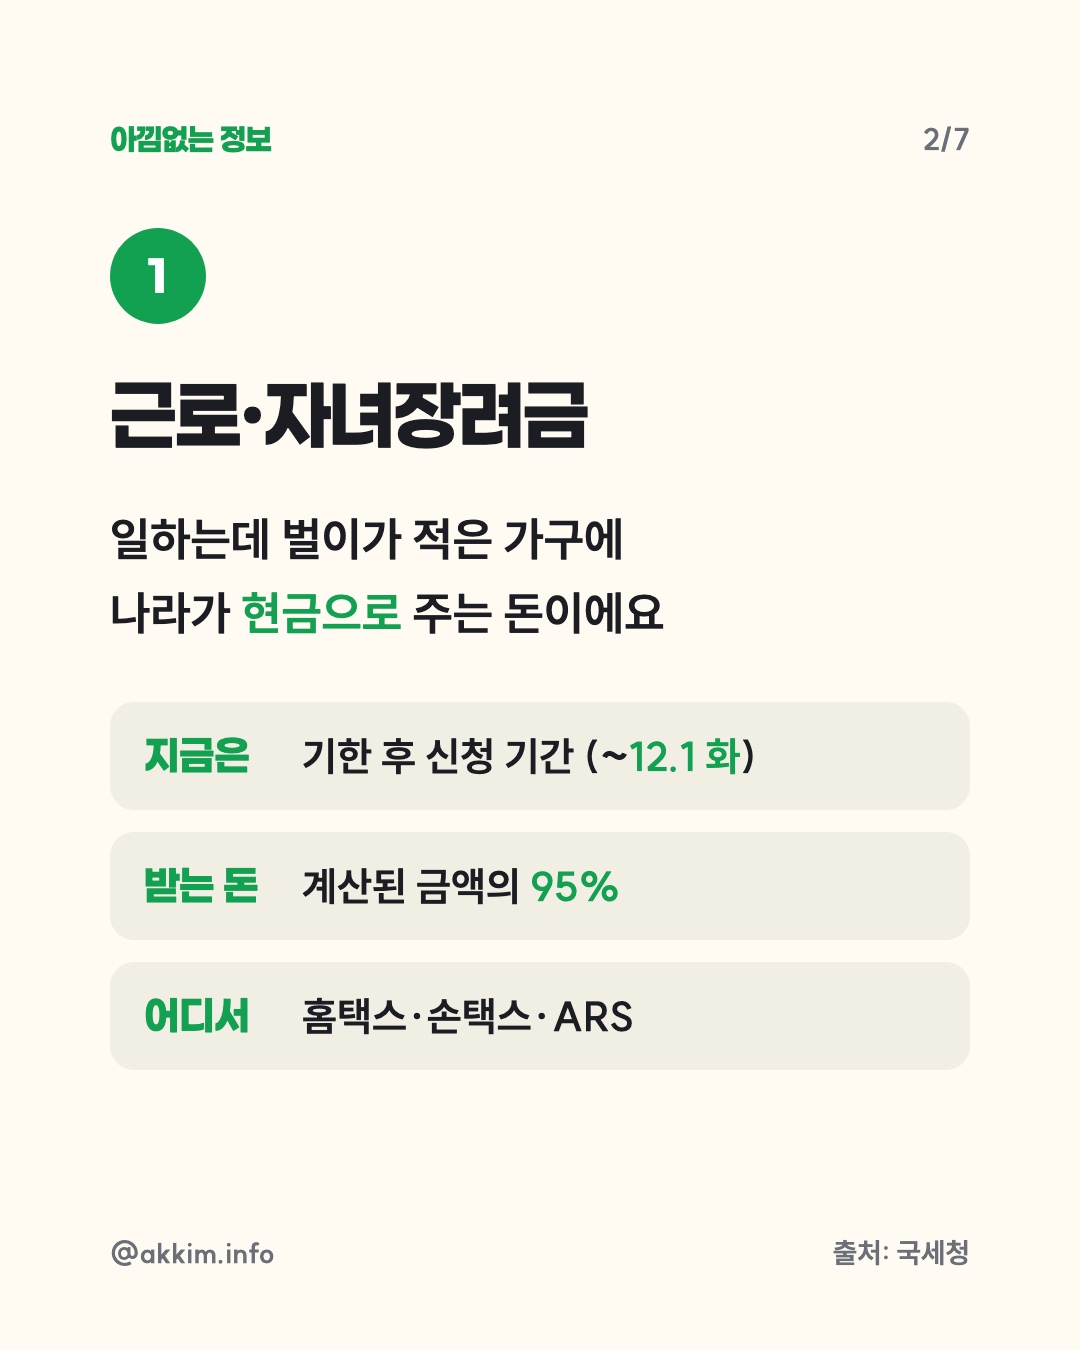 아낌없는 정보
2/7
1
근로·자녀장려금
일하는데 벌이가 적은 가구에
나라가 현금으로 주는 돈이에요
지금은 기한 후 신청 기간 (~12.1 화)
받는 돈 계산된 금액의 95%
어디서 홈택스·손택스·ARS
@akkim.info
출처: 국세청